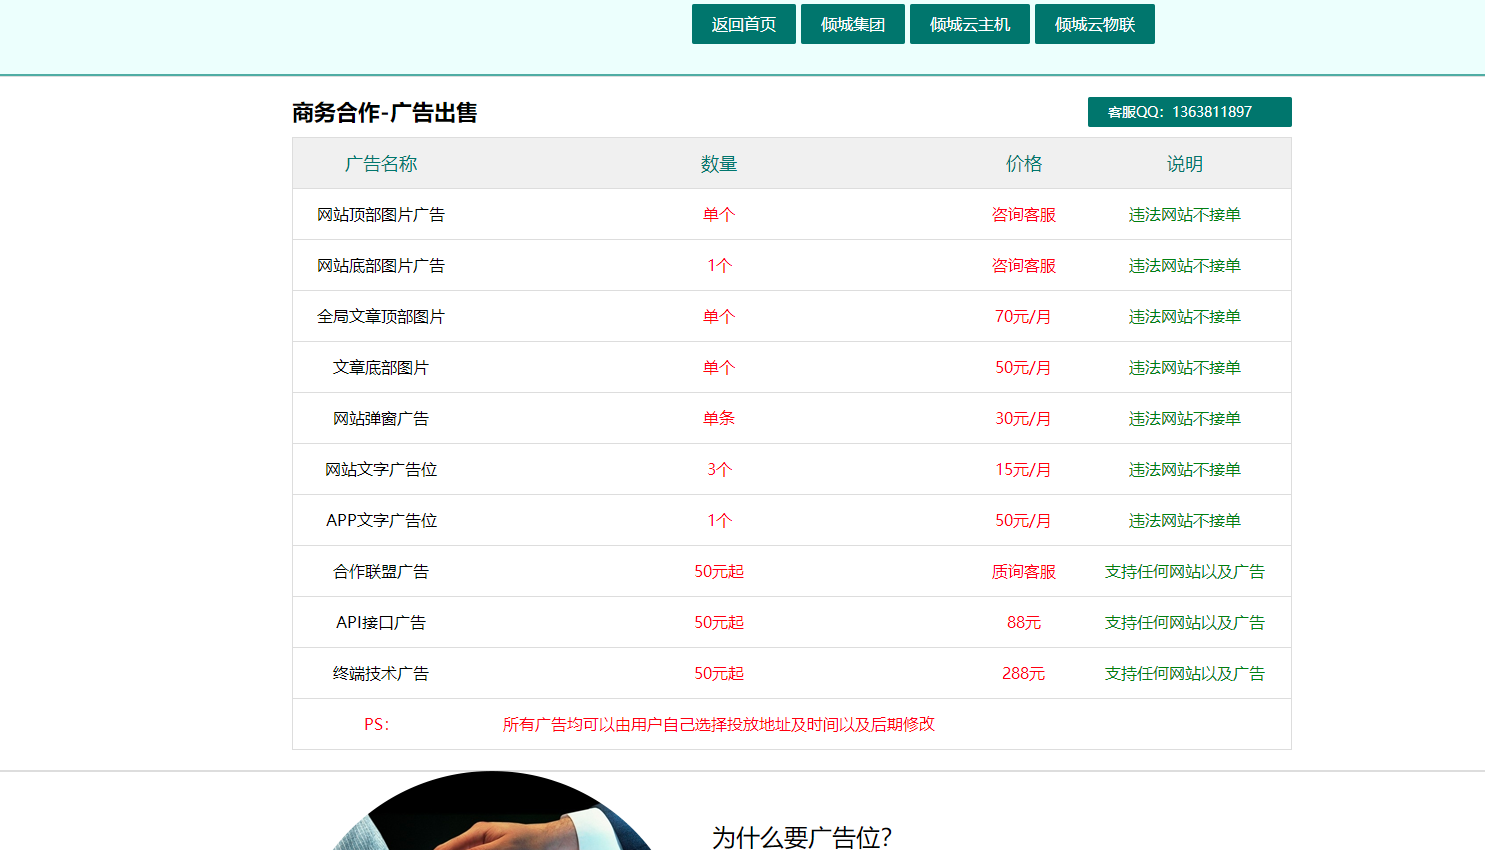 返回首页 倾城集团 倾城云主机 倾城云物联
商务合作-广告出售 客服QQ：1363811897
广告名称 数量 价格 说明
网站顶部图片广告 单个 咨询客服 违法网站不接单
网站底部图片广告 1个 咨询客服 违法网站不接单
全局文章顶部图片 单个 70元/月 违法网站不接单
文章底部图片 单个 50元/月 违法网站不接单
网站弹窗广告 单条 30元/月 违法网站不接单
网站文字广告位 3个 15元/月 违法网站不接单
APP文字广告位 1个 50元/月 违法网站不接单
合作联盟广告 50元起 质询客服 支持任何网站以及广告
API接口广告 50元起 88元 支持任何网站以及广告
终端技术广告 50元起 288元 支持任何网站以及广告
PS： 所有广告均可以由用户自己选择投放地址及时间以及后期修改
为什么要广告位？